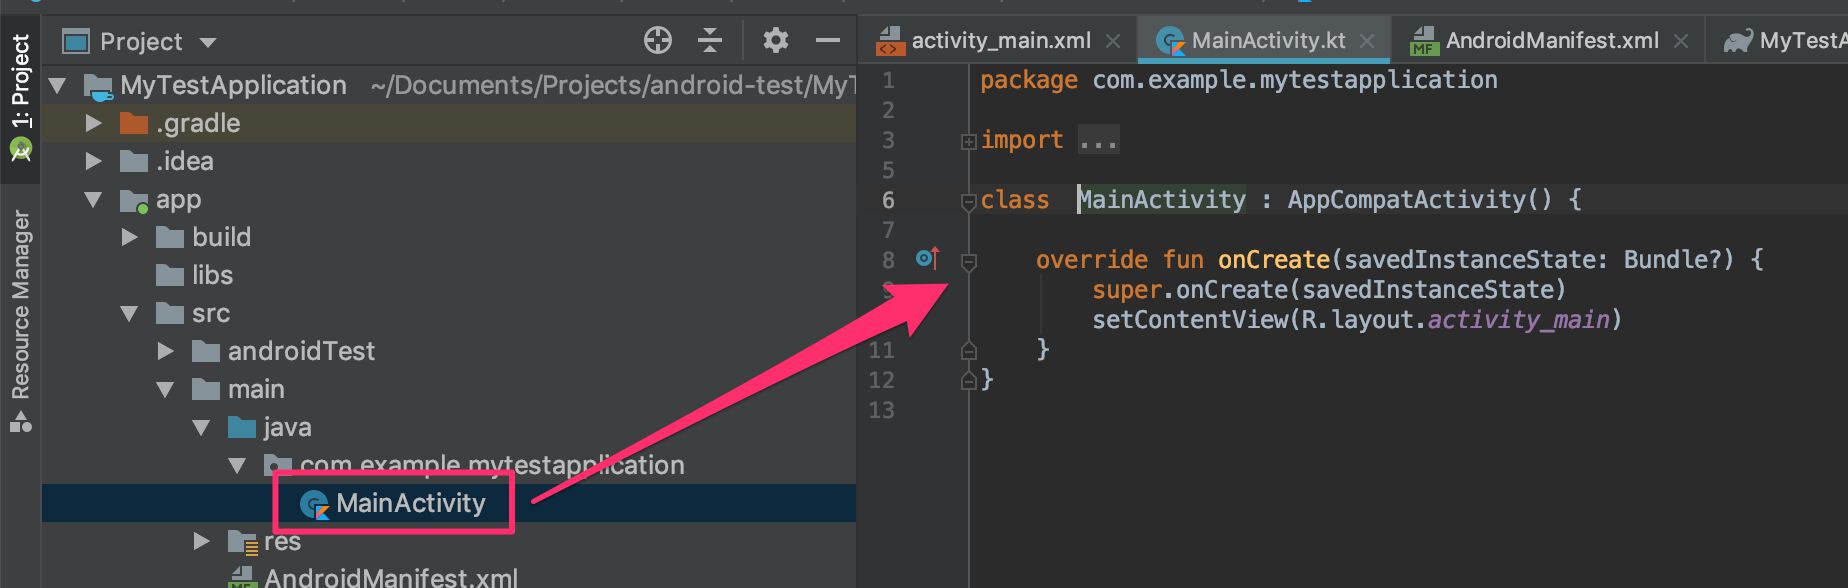 1: Project
Resource Manager
Project
MyTestApplication ~/Documents/Projects/android-test/MyT
.gradle
.idea
app
build
libs
src
androidTest
main
java
com.example.mytestapplication
MainActivity
res
AndroidManifest.xml
activity_main.xml
MainActivity.kt
MF AndroidManifest.xml
MyTestA
1 package com.example.mytestapplication
2
3 import ...
5
6 class MainActivity : AppCompatActivity() {
7
8 override fun onCreate(savedInstanceState: Bundle?) {
super.onCreate(savedInstanceState)
setContentView(R.layout.activity_main)
11 }
12 }
13